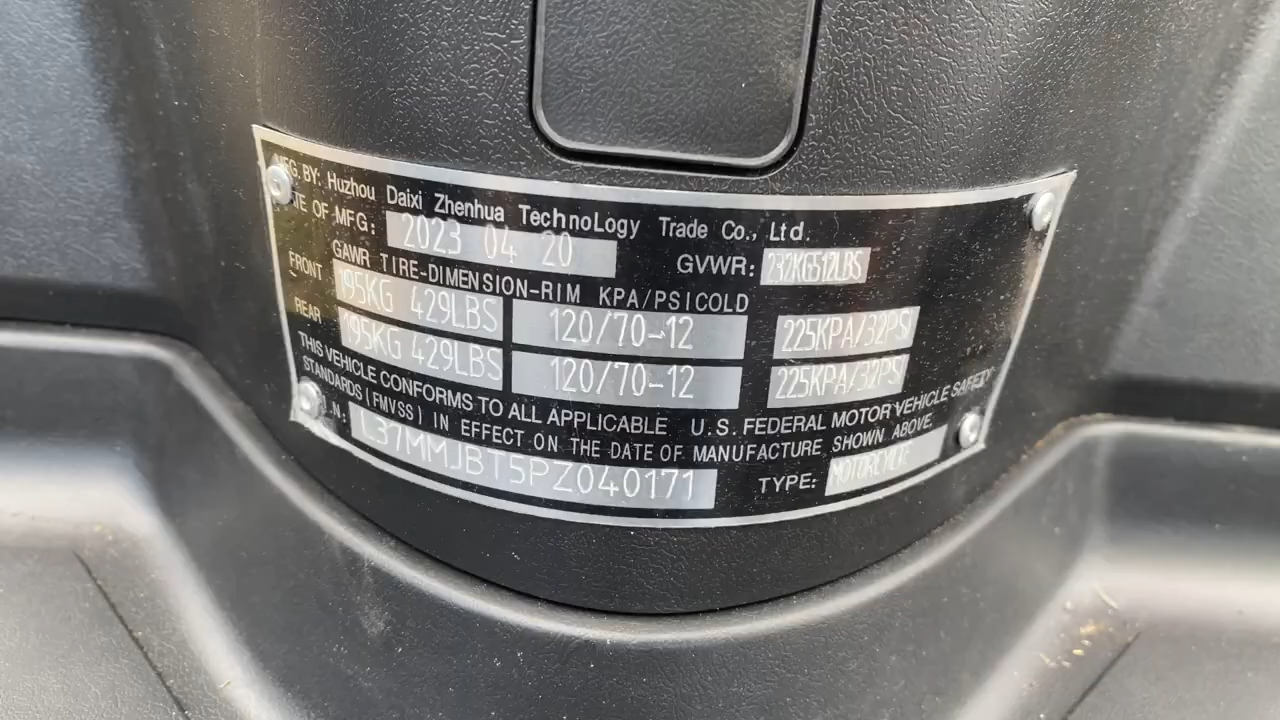 MFG. BY: Huzhou Daixi Zhenhua TechnoLogy Trade Co., Ltd.
DATE OF MFG: 2023 04 20
GVWR: 232KG512LBS
GAWR TIRE-DIMENSION-RIM KPA/PSICOLD
FRONT 195KG 429LBS 120/70-12 225KPA/32PSI
REAR 195KG 429LBS 120/70-12 225KPA/32PSI
THIS VEHICLE CONFORMS TO ALL APPLICABLE U.S. FEDERAL MOTOR VEHICLE SAFETY
STANDARDS (FMVSS) IN EFFECT ON THE DATE OF MANUFACTURE SHOWN ABOVE.
V.I.N: L37MMJBT5PZ040171
TYPE: MOTORCYCLE